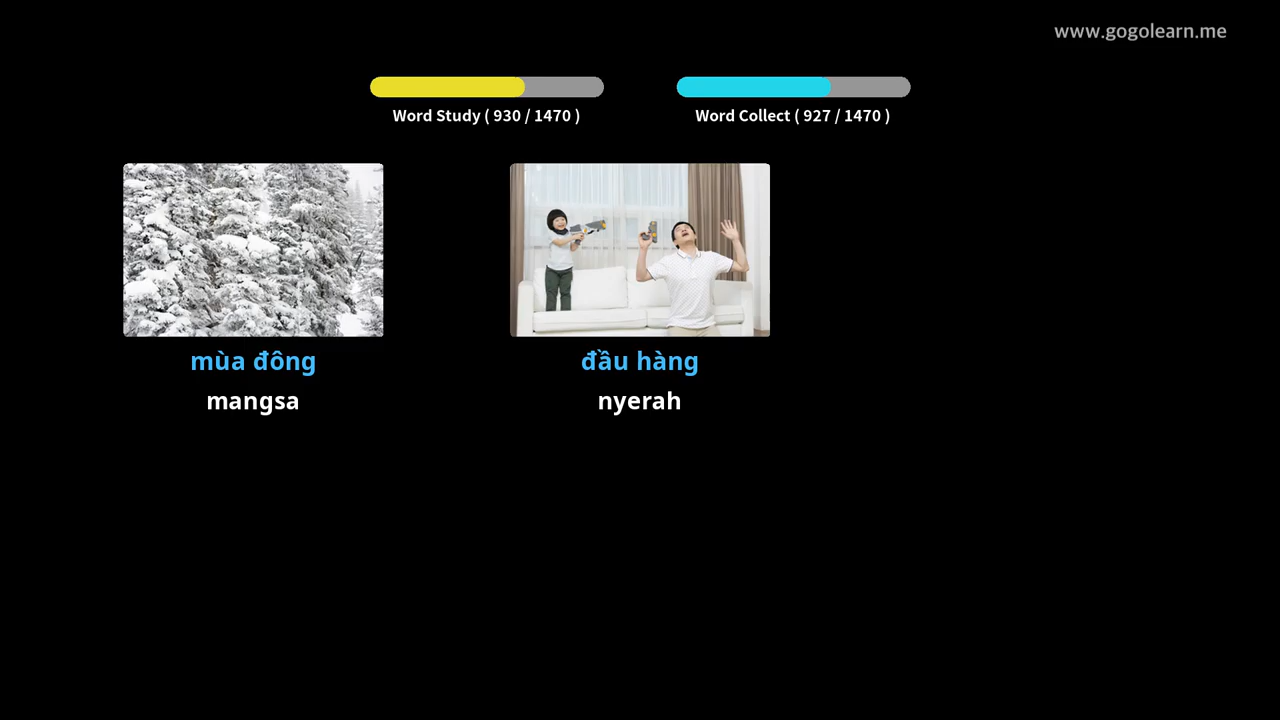 www.gogolearn.me
Word Study ( 930 / 1470 )
Word Collect ( 927 / 1470 )
mùa đông
mangsa
đầu hàng
nyerah